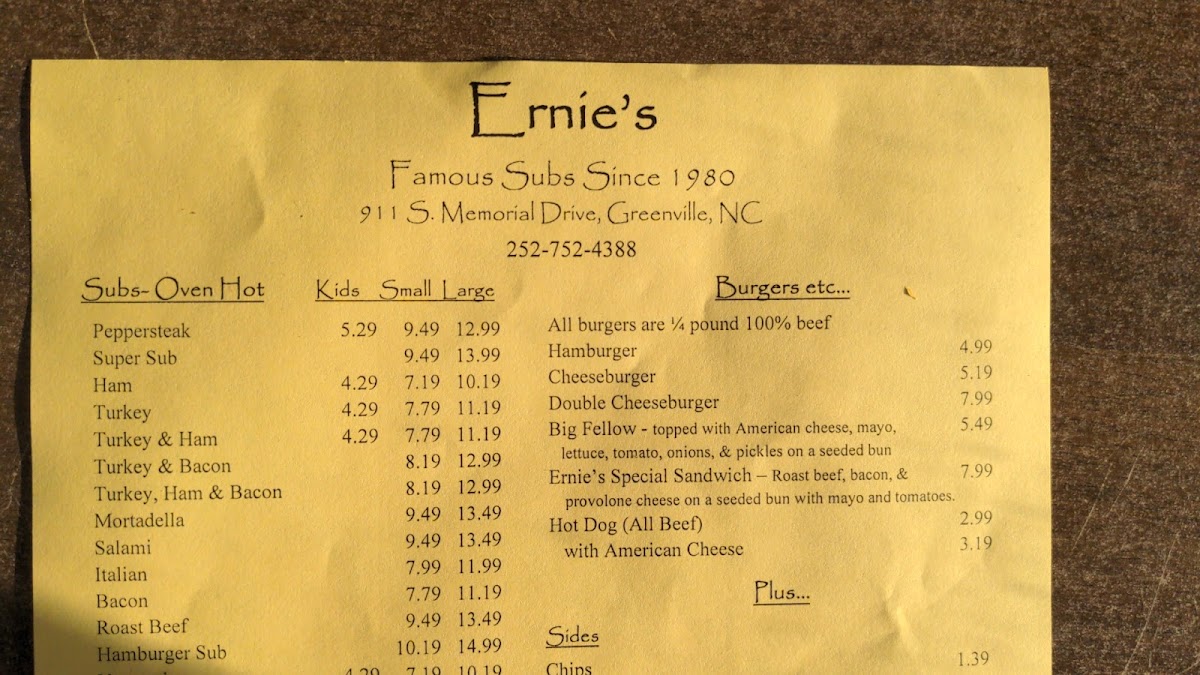 Ernie's
Famous Subs Since 1980
911 S. Memorial Drive, Greenville, NC
252-752-4388
Subs- Oven Hot Kids Small Large
Peppersteak 5.29 9.49 12.99
Super Sub 9.49 13.99
Ham 4.29 7.19 10.19
Turkey 4.29 7.79 11.19
Turkey & Ham 4.29 7.79 11.19
Turkey & Bacon 8.19 12.99
Turkey, Ham & Bacon 8.19 12.99
Mortadella 9.49 13.49
Salami 9.49 13.49
Italian 7.99 11.99
Bacon 7.79 11.19
Roast Beef 9.49 13.49
Hamburger Sub 10.19 14.99
4.29 7.19 10.19
Burgers etc...
All burgers are ¼ pound 100% beef
Hamburger 4.99
Cheeseburger 5.19
Double Cheeseburger 7.99
Big Fellow - topped with American cheese, mayo, 5.49
lettuce, tomato, onions, & pickles on a seeded bun
Ernie's Special Sandwich – Roast beef, bacon, & 7.99
provolone cheese on a seeded bun with mayo and tomatoes.
Hot Dog (All Beef) 2.99
with American Cheese 3.19
Plus...
Sides
Chips 1.39